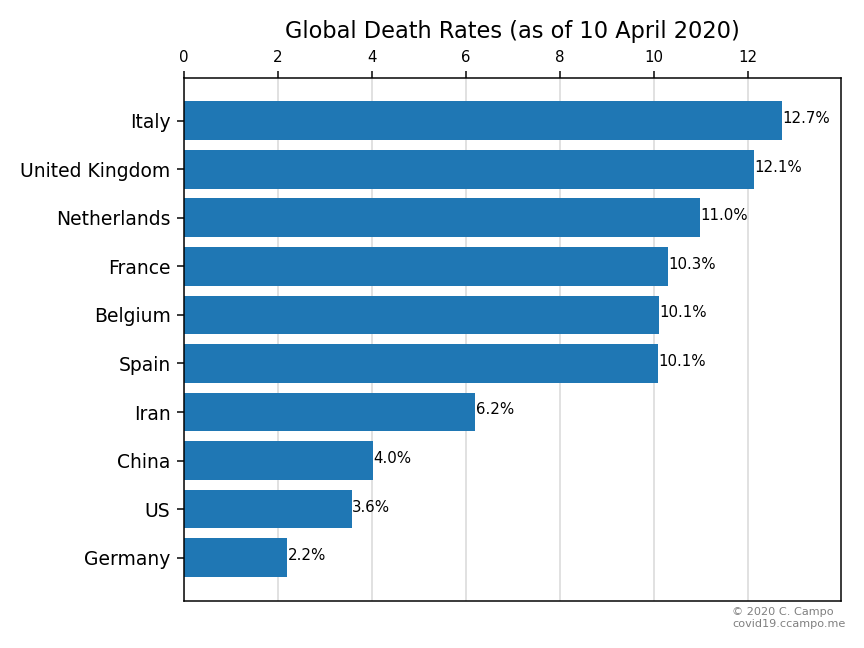 Global Death Rates (as of 10 April 2020)
0 2 4 6 8 10 12
Italy 12.7%
United Kingdom 12.1%
Netherlands 11.0%
France 10.3%
Belgium 10.1%
Spain 10.1%
Iran 6.2%
China 4.0%
US 3.6%
Germany 2.2%
© 2020 C. Campo
covid19.ccampo.me